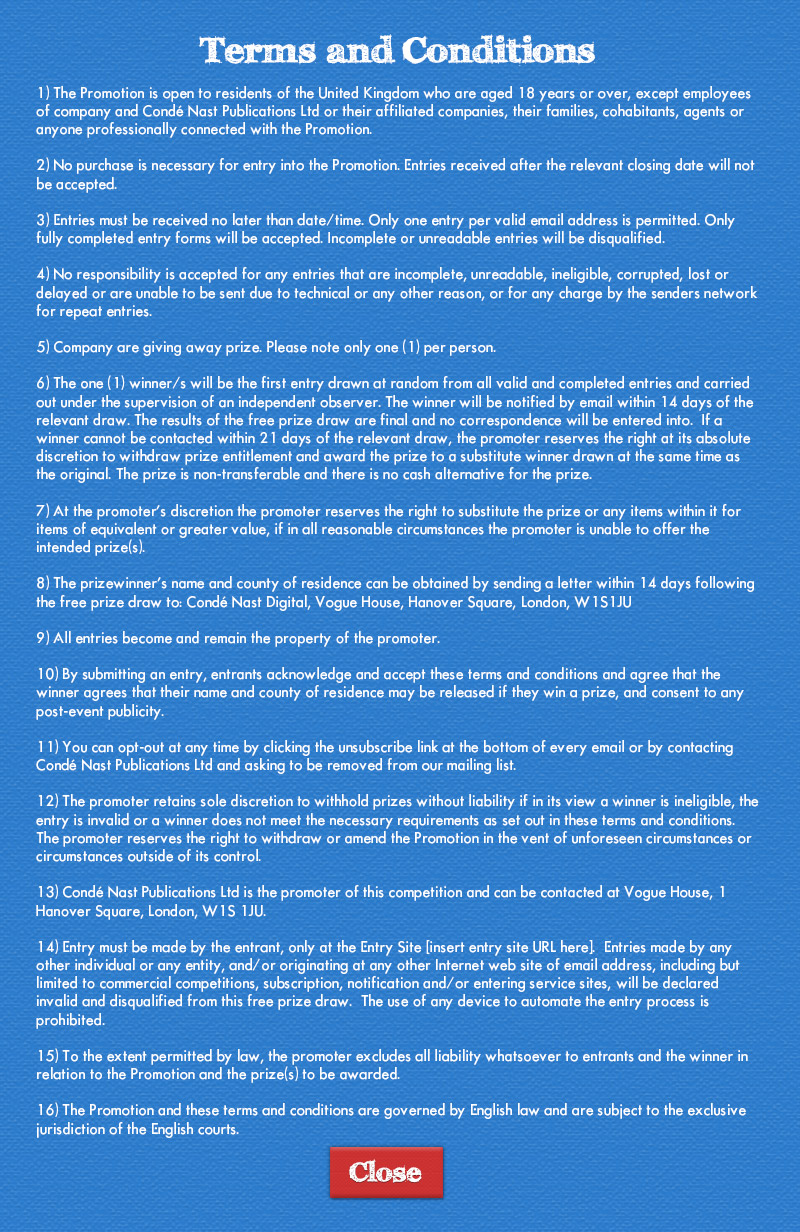 Terms and Conditions
1) The Promotion is open to residents of the United Kingdom who are aged 18 years or over, except employees
of company and Condé Nast Publications Ltd or their affiliated companies, their families, cohabitants, agents or
anyone professionally connected with the Promotion.
2) No purchase is necessary for entry into the Promotion. Entries received after the relevant closing date will not
be accepted.
3) Entries must be received no later than date/time. Only one entry per valid email address is permitted. Only
fully completed entry forms will be accepted. Incomplete or unreadable entries will be disqualified.
4) No responsibility is accepted for any entries that are incomplete, unreadable, ineligible, corrupted, lost or
delayed or are unable to be sent due to technical or any other reason, or for any charge by the senders network
for repeat entries.
5) Company are giving away prize. Please note only one (1) per person.
6) The one (1) winner/s will be the first entry drawn at random from all valid and completed entries and carried
out under the supervision of an independent observer. The winner will be notified by email within 14 days of the
relevant draw. The results of the free prize draw are final and no correspondence will be entered into.  If a
winner cannot be contacted within 21 days of the relevant draw, the promoter reserves the right at its absolute
discretion to withdraw prize entitlement and award the prize to a substitute winner drawn at the same time as
the original. The prize is non-transferable and there is no cash alternative for the prize.
7) At the promoter's discretion the promoter reserves the right to substitute the prize or any items within it for
items of equivalent or greater value, if in all reasonable circumstances the promoter is unable to offer the
intended prize(s).
8) The prizewinner's name and county of residence can be obtained by sending a letter within 14 days following
the free prize draw to: Condé Nast Digital, Vogue House, Hanover Square, London, W1S1JU
9) All entries become and remain the property of the promoter.
10) By submitting an entry, entrants acknowledge and accept these terms and conditions and agree that the
winner agrees that their name and county of residence may be released if they win a prize, and consent to any
post-event publicity.
11) You can opt-out at any time by clicking the unsubscribe link at the bottom of every email or by contacting
Condé Nast Publications Ltd and asking to be removed from our mailing list.
12) The promoter retains sole discretion to withhold prizes without liability if in its view a winner is ineligible, the
entry is invalid or a winner does not meet the necessary requirements as set out in these terms and conditions.
The promoter reserves the right to withdraw or amend the Promotion in the vent of unforeseen circumstances or
circumstances outside of its control.
13) Condé Nast Publications Ltd is the promoter of this competition and can be contacted at Vogue House, 1
Hanover Square, London, W1S 1JU.
14) Entry must be made by the entrant, only at the Entry Site [insert entry site URL here].  Entries made by any
other individual or any entity, and/or originating at any other Internet web site of email address, including but
limited to commercial competitions, subscription, notification and/or entering service sites, will be declared
invalid and disqualified from this free prize draw.  The use of any device to automate the entry process is
prohibited.
15) To the extent permitted by law, the promoter excludes all liability whatsoever to entrants and the winner in
relation to the Promotion and the prize(s) to be awarded.
16) The Promotion and these terms and conditions are governed by English law and are subject to the exclusive
jurisdiction of the English courts.
Close